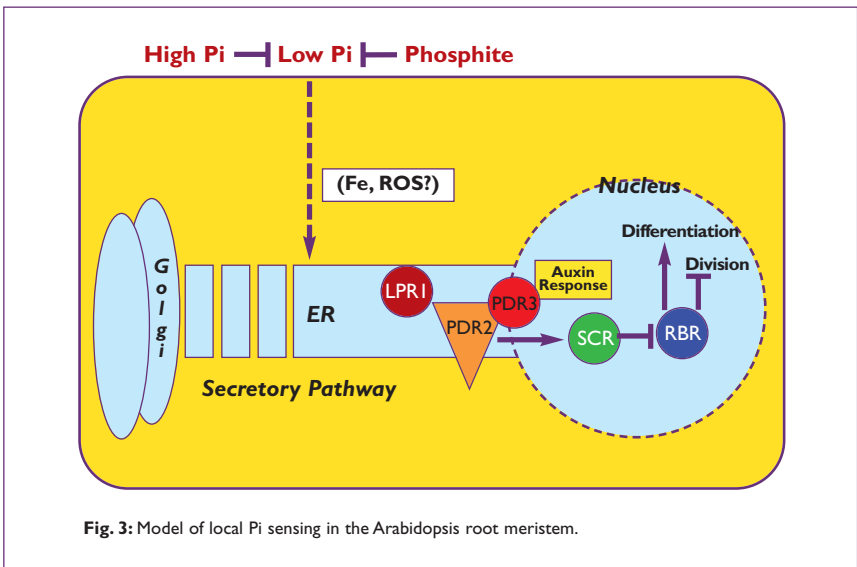 High Pi Low Pi Phosphite
(Fe, ROS?)
Nucleus
Differentiation
Division
Golgi
ER
LPR1
PDR2
PDR3
Auxin
Response
SCR
RBR
Secretory Pathway
Fig. 3: Model of local Pi sensing in the Arabidopsis root meristem.